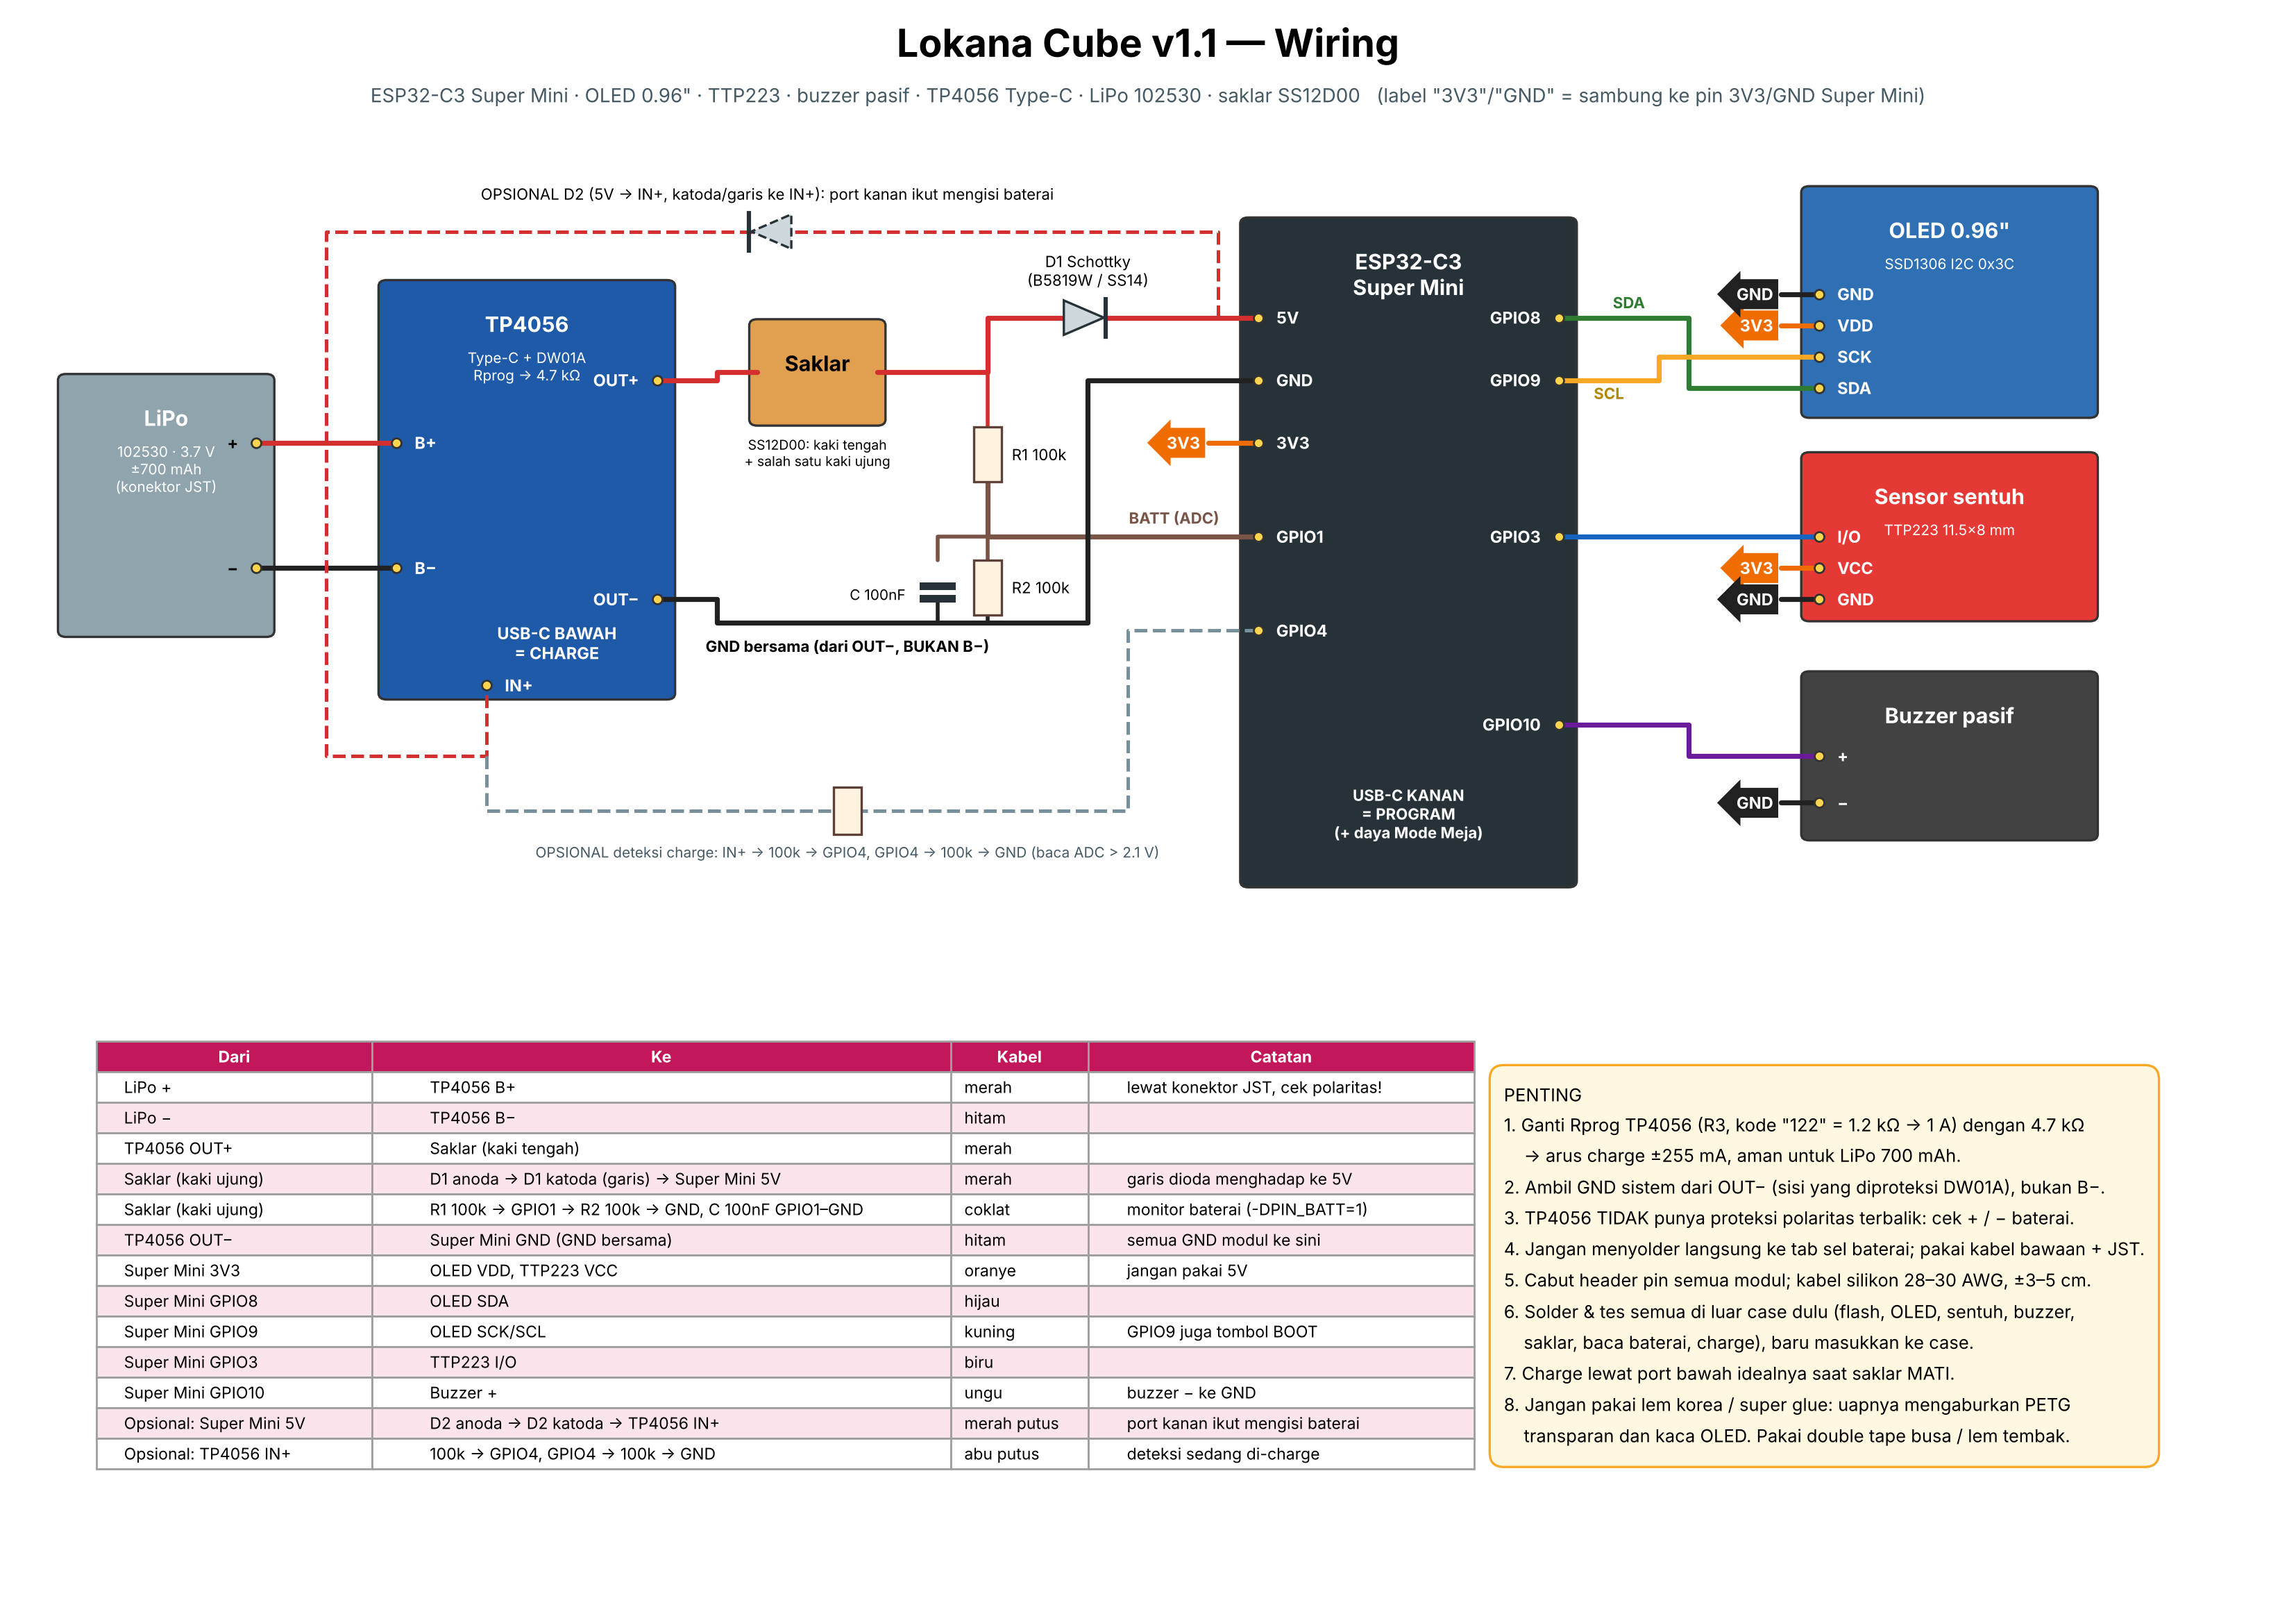 Lokana Cube v1.1 — Wiring
ESP32-C3 Super Mini · OLED 0.96" · TTP223 · buzzer pasif · TP4056 Type-C · LiPo 102530 · saklar SS12D00 (label "3V3"/"GND" = sambung ke pin 3V3/GND Super Mini)
OPSIONAL D2 (5V → IN+, katoda/garis ke IN+): port kanan ikut mengisi baterai
D1 Schottky
(B5819W / SS14)
LiPo
102530 · 3.7 V
±700 mAh
(konektor JST)
+
−
TP4056
Type-C + DW01A
Rprog → 4.7 kΩ
OUT+
B+
B−
OUT−
USB-C BAWAH
= CHARGE
IN+
Saklar
SS12D00: kaki tengah
+ salah satu kaki ujung
R1 100k
BATT (ADC)
C 100nF
R2 100k
GND bersama (dari OUT−, BUKAN B−)
3V3
OPSIONAL deteksi charge: IN+ → 100k → GPIO4, GPIO4 → 100k → GND (baca ADC > 2.1 V)
ESP32-C3
Super Mini
5V
GND
3V3
GPIO1
GPIO4
GPIO8
GPIO9
GPIO3
GPIO10
USB-C KANAN
= PROGRAM
(+ daya Mode Meja)
SDA
SCL
OLED 0.96"
SSD1306 I2C 0x3C
GND GND
3V3 VDD
SCK
SDA
Sensor sentuh
TTP223 11.5×8 mm
I/O
3V3 VCC
GND GND
Buzzer pasif
+
GND −
Dari Ke Kabel Catatan
LiPo + TP4056 B+ merah lewat konektor JST, cek polaritas!
LiPo − TP4056 B− hitam
TP4056 OUT+ Saklar (kaki tengah) merah
Saklar (kaki ujung) D1 anoda → D1 katoda (garis) → Super Mini 5V merah garis dioda menghadap ke 5V
Saklar (kaki ujung) R1 100k → GPIO1 → R2 100k → GND, C 100nF GPIO1–GND coklat monitor baterai (-DPIN_BATT=1)
TP4056 OUT− Super Mini GND (GND bersama) hitam semua GND modul ke sini
Super Mini 3V3 OLED VDD, TTP223 VCC oranye jangan pakai 5V
Super Mini GPIO8 OLED SDA hijau
Super Mini GPIO9 OLED SCK/SCL kuning GPIO9 juga tombol BOOT
Super Mini GPIO3 TTP223 I/O biru
Super Mini GPIO10 Buzzer + ungu buzzer − ke GND
Opsional: Super Mini 5V D2 anoda → D2 katoda → TP4056 IN+ merah putus port kanan ikut mengisi baterai
Opsional: TP4056 IN+ 100k → GPIO4, GPIO4 → 100k → GND abu putus deteksi sedang di-charge
PENTING
1. Ganti Rprog TP4056 (R3, kode "122" = 1.2 kΩ → 1 A) dengan 4.7 kΩ
→ arus charge ±255 mA, aman untuk LiPo 700 mAh.
2. Ambil GND sistem dari OUT− (sisi yang diproteksi DW01A), bukan B−.
3. TP4056 TIDAK punya proteksi polaritas terbalik: cek + / − baterai.
4. Jangan menyolder langsung ke tab sel baterai; pakai kabel bawaan + JST.
5. Cabut header pin semua modul; kabel silikon 28–30 AWG, ±3–5 cm.
6. Solder & tes semua di luar case dulu (flash, OLED, sentuh, buzzer,
saklar, baca baterai, charge), baru masukkan ke case.
7. Charge lewat port bawah idealnya saat saklar MATI.
8. Jangan pakai lem korea / super glue: uapnya mengaburkan PETG
transparan dan kaca OLED. Pakai double tape busa / lem tembak.